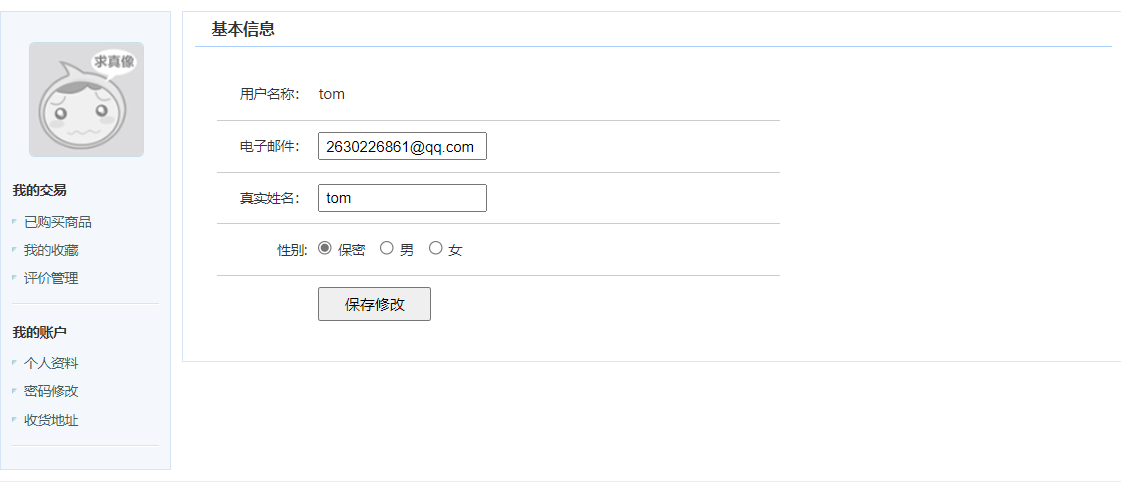 求真像
我的交易
已购买商品
我的收藏
评价管理
我的账户
个人资料
密码修改
收货地址
基本信息
用户名称： tom
电子邮件： 2630226861@qq.com
真实姓名： tom
性别: 保密 男 女
保存修改